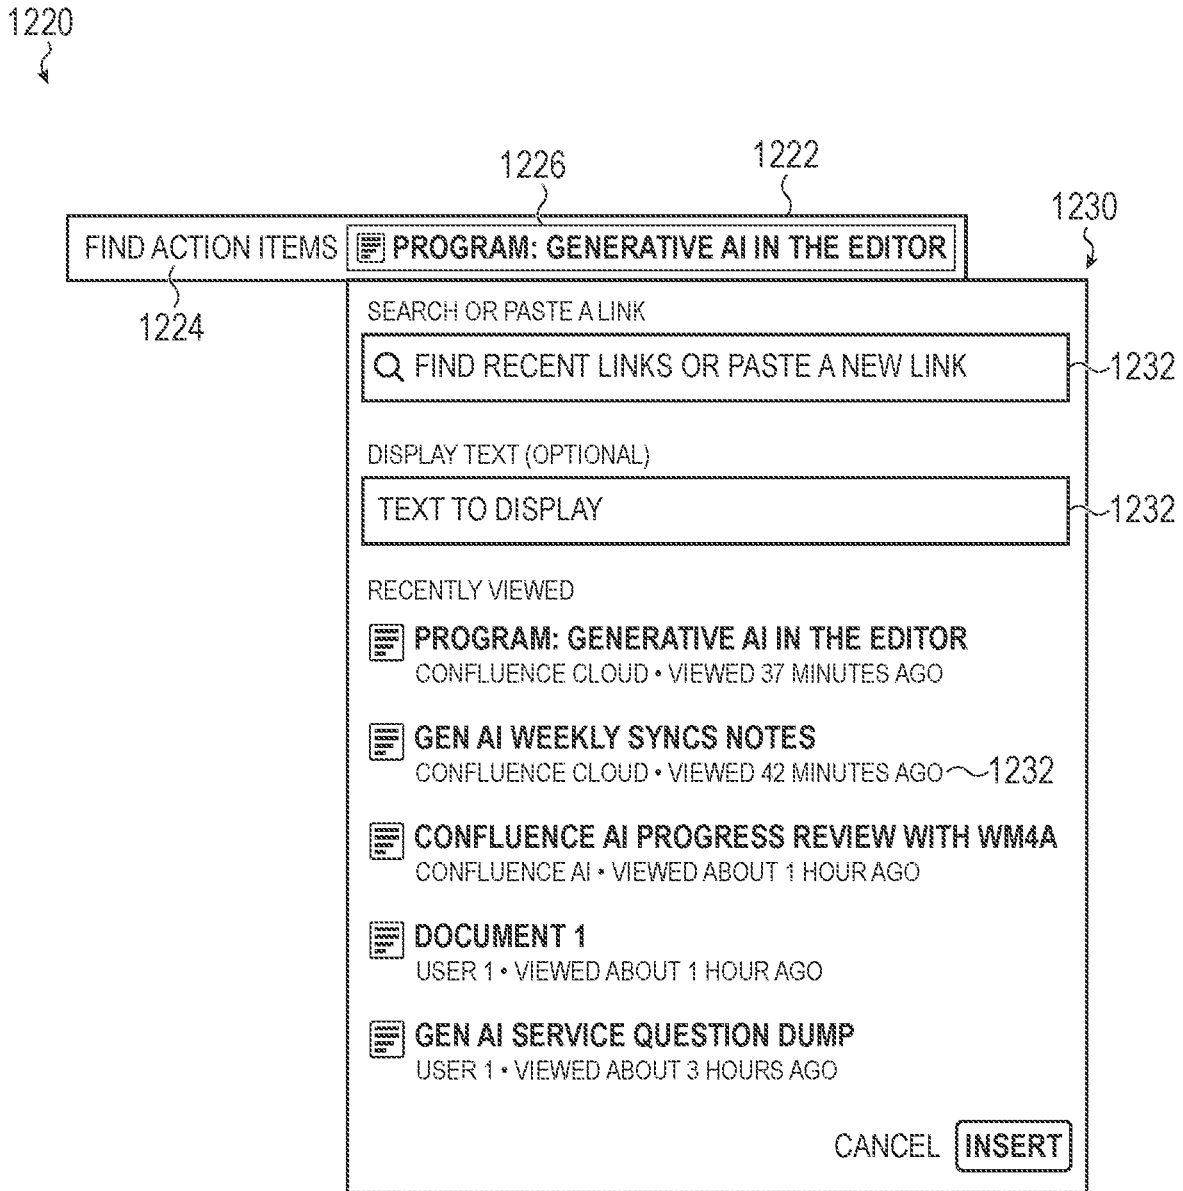 1220
1226
1222
1230
FIND ACTION ITEMS PROGRAM: GENERATIVE AI IN THE EDITOR
1224
SEARCH OR PASTE A LINK
FIND RECENT LINKS OR PASTE A NEW LINK
1232
DISPLAY TEXT (OPTIONAL)
TEXT TO DISPLAY
1232
RECENTLY VIEWED
PROGRAM: GENERATIVE AI IN THE EDITOR
CONFLUENCE CLOUD • VIEWED 37 MINUTES AGO
GEN AI WEEKLY SYNCS NOTES
CONFLUENCE CLOUD • VIEWED 42 MINUTES AGO
1232
CONFLUENCE AI PROGRESS REVIEW WITH WM4A
CONFLUENCE AI • VIEWED ABOUT 1 HOUR AGO
DOCUMENT 1
USER 1 • VIEWED ABOUT 1 HOUR AGO
GEN AI SERVICE QUESTION DUMP
USER 1 • VIEWED ABOUT 3 HOURS AGO
CANCEL INSERT